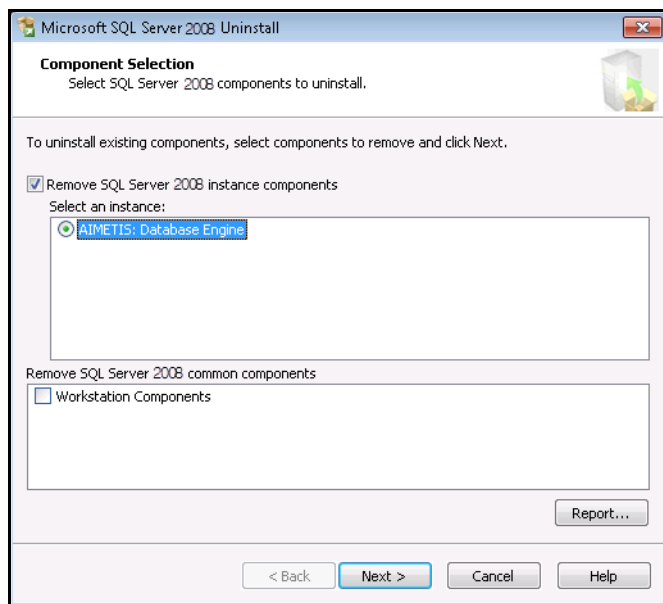 Microsoft SQL Server 2008 Uninstall
Component Selection
Select SQL Server 2008 components to uninstall.
To uninstall existing components, select components to remove and click Next.
Remove SQL Server 2008 instance components
Select an instance:
AIMETIS: Database Engine
Remove SQL Server 2008 common components
Workstation Components
Report...
< Back Next > Cancel Help